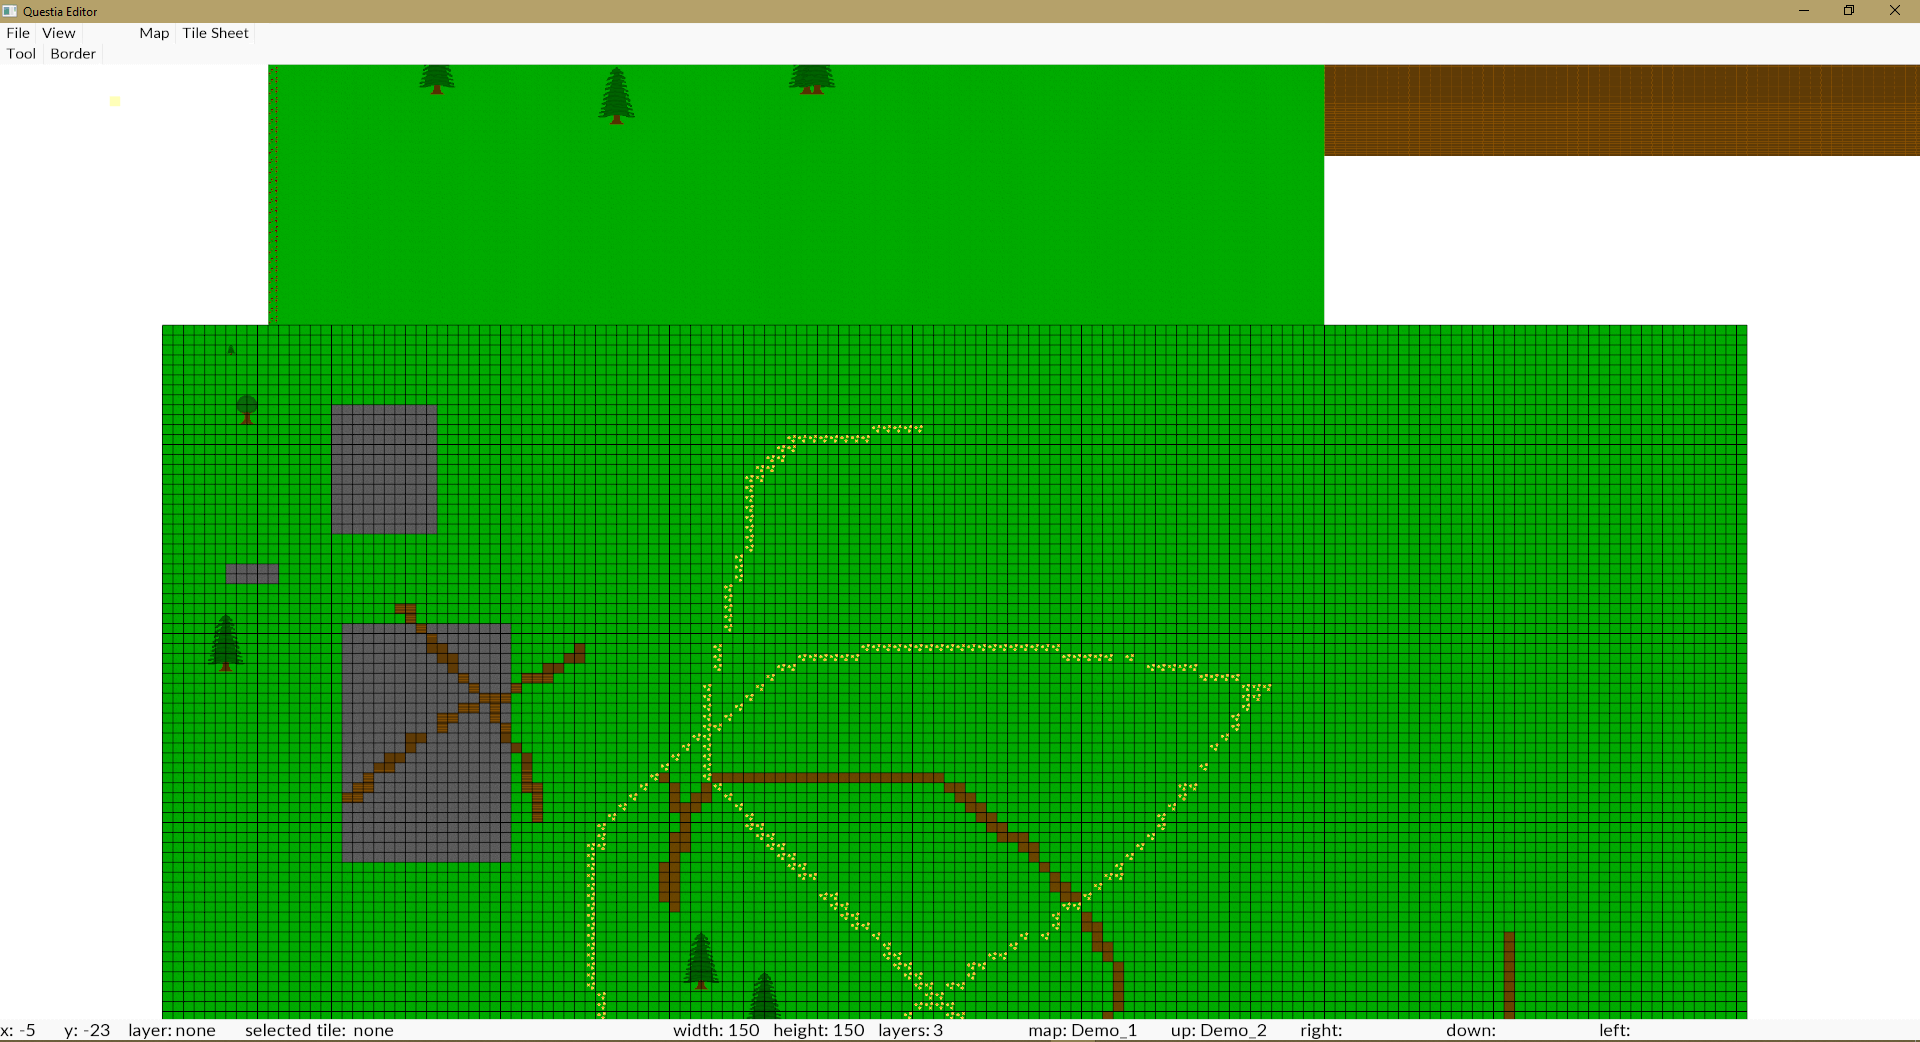 Questia Editor
File View Map Tile Sheet
Tool Border
x: -5 y: -23 layer: none selected tile: none width: 150 height: 150 layers: 3 map: Demo_1 up: Demo_2 right: down: left: